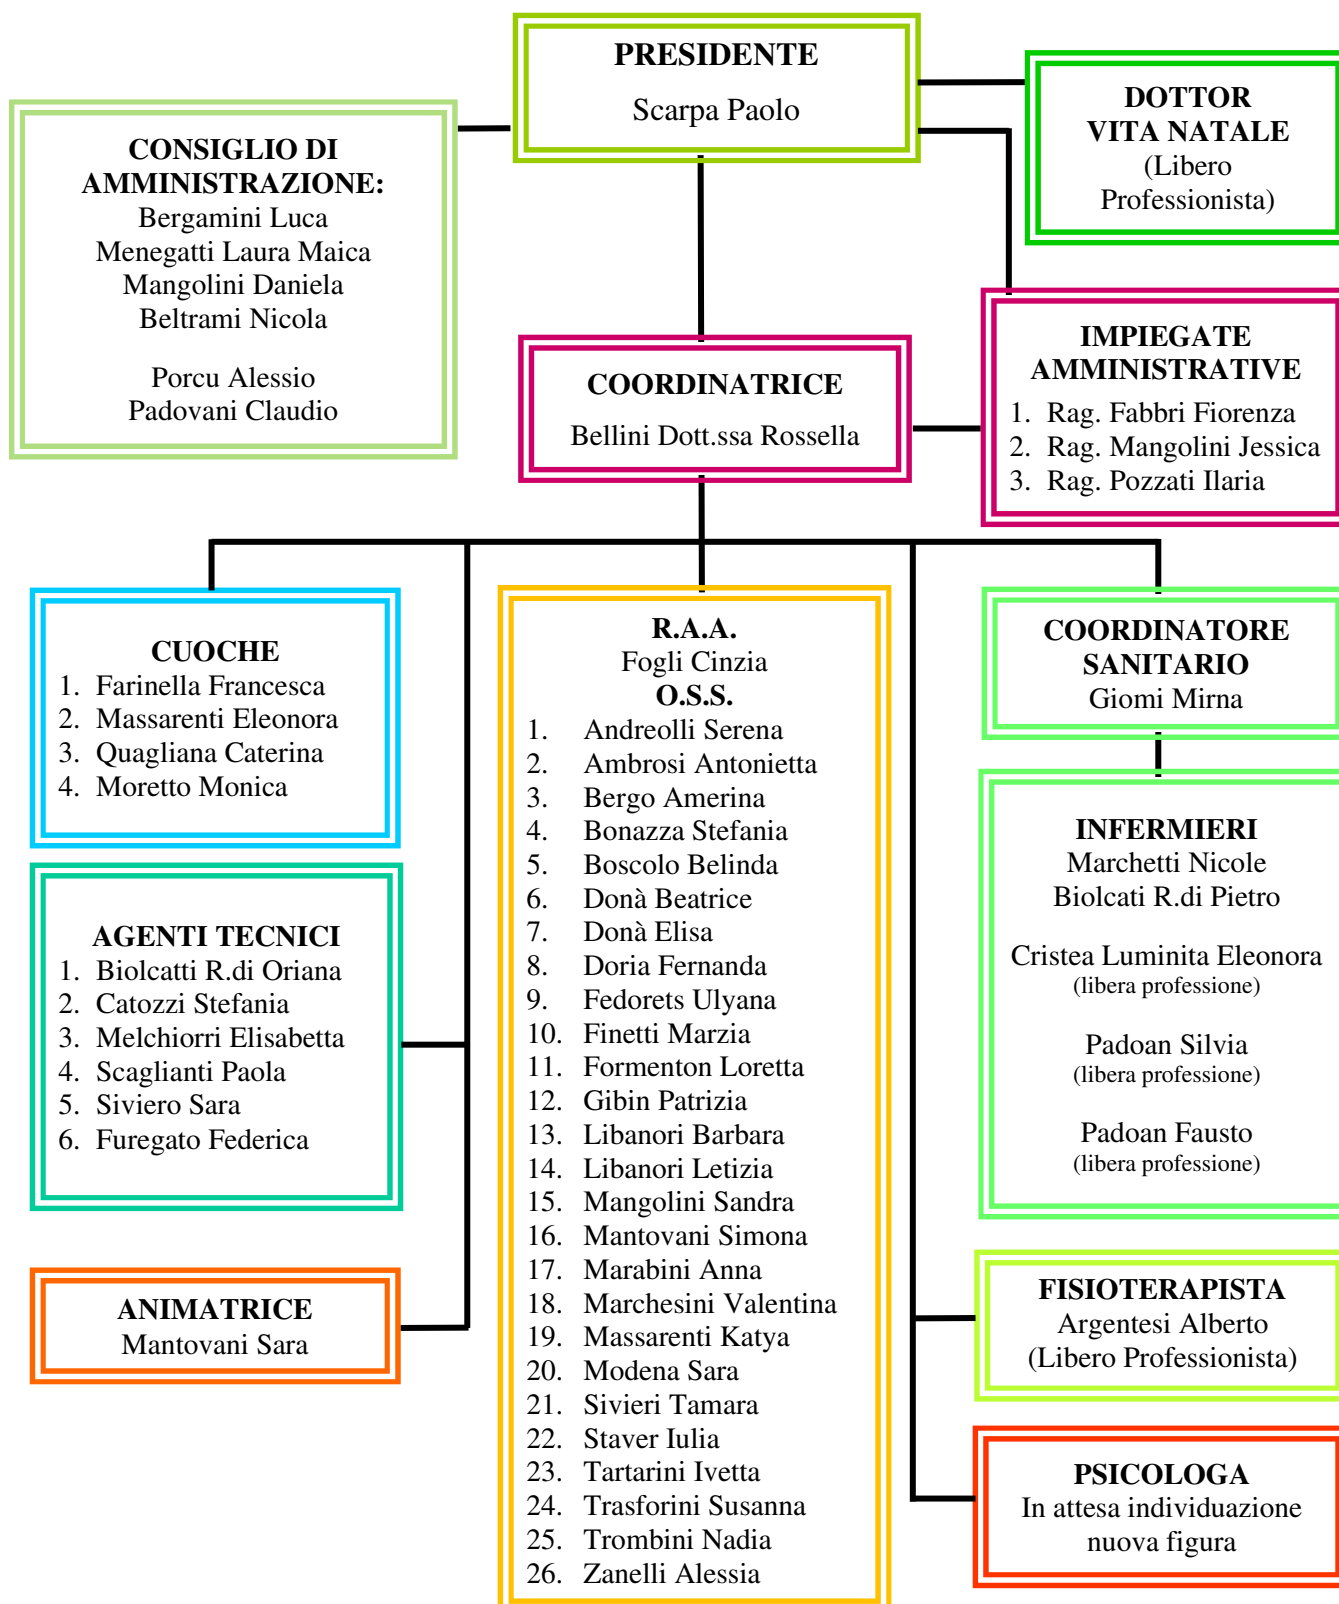 PRESIDENTE
Scarpa Paolo
DOTTOR
VITA NATALE
(Libero
Professionista)
CONSIGLIO DI
AMMINISTRAZIONE:
Bergamini Luca
Menegatti Laura Maica
Mangolini Daniela
Beltrami Nicola
Porcu Alessio
Padovani Claudio
COORDINATRICE
Bellini Dott.ssa Rossella
IMPIEGATE
AMMINISTRATIVE
1. Rag. Fabbri Fiorenza
2. Rag. Mangolini Jessica
3. Rag. Pozzati Ilaria
CUOCHE
1. Farinella Francesca
2. Massarenti Eleonora
3. Quagliana Caterina
4. Moretto Monica
AGENTI TECNICI
1. Biolcatti R.di Oriana
2. Catozzi Stefania
3. Melchiorri Elisabetta
4. Scaglianti Paola
5. Siviero Sara
6. Furegato Federica
ANIMATRICE
Mantovani Sara
R.A.A.
Fogli Cinzia
O.S.S.
1. Andreolli Serena
2. Ambrosi Antonietta
3. Bergo Amerina
4. Bonazza Stefania
5. Boscolo Belinda
6. Donà Beatrice
7. Donà Elisa
8. Doria Fernanda
9. Fedorets Ulyana
10. Finetti Marzia
11. Formenton Loretta
12. Gibin Patrizia
13. Libanori Barbara
14. Libanori Letizia
15. Mangolini Sandra
16. Mantovani Simona
17. Marabini Anna
18. Marchesini Valentina
19. Massarenti Katya
20. Modena Sara
21. Sivieri Tamara
22. Staver Iulia
23. Tartarini Ivetta
24. Trasforini Susanna
25. Trombini Nadia
26. Zanelli Alessia
COORDINATORE
SANITARIO
Giomi Mirna
INFERMIERI
Marchetti Nicole
Biolcati R.di Pietro
Cristea Luminita Eleonora
(libera professione)
Padoan Silvia
(libera professione)
Padoan Fausto
(libera professione)
FISIOTERAPISTA
Argentesi Alberto
(Libero Professionista)
PSICOLOGA
In attesa individuazione
nuova figura